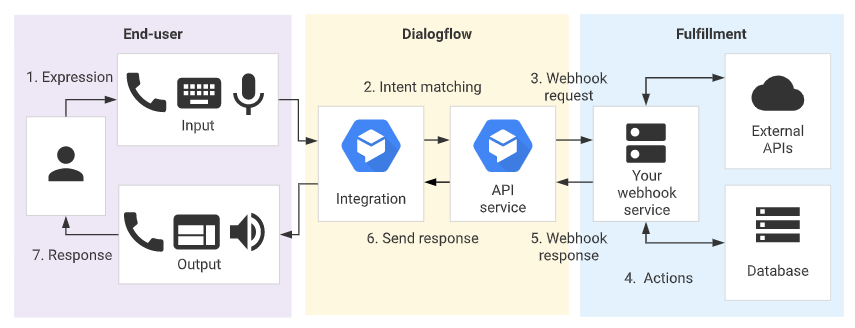 End-user
Dialogflow
Fulfillment
1. Expression
Input
2. Intent matching
3. Webhook
request
External
APIs
Integration
API
service
Your
webhook
service
7. Response
Output
6. Send response
5. Webhook
response
4. Actions
Database